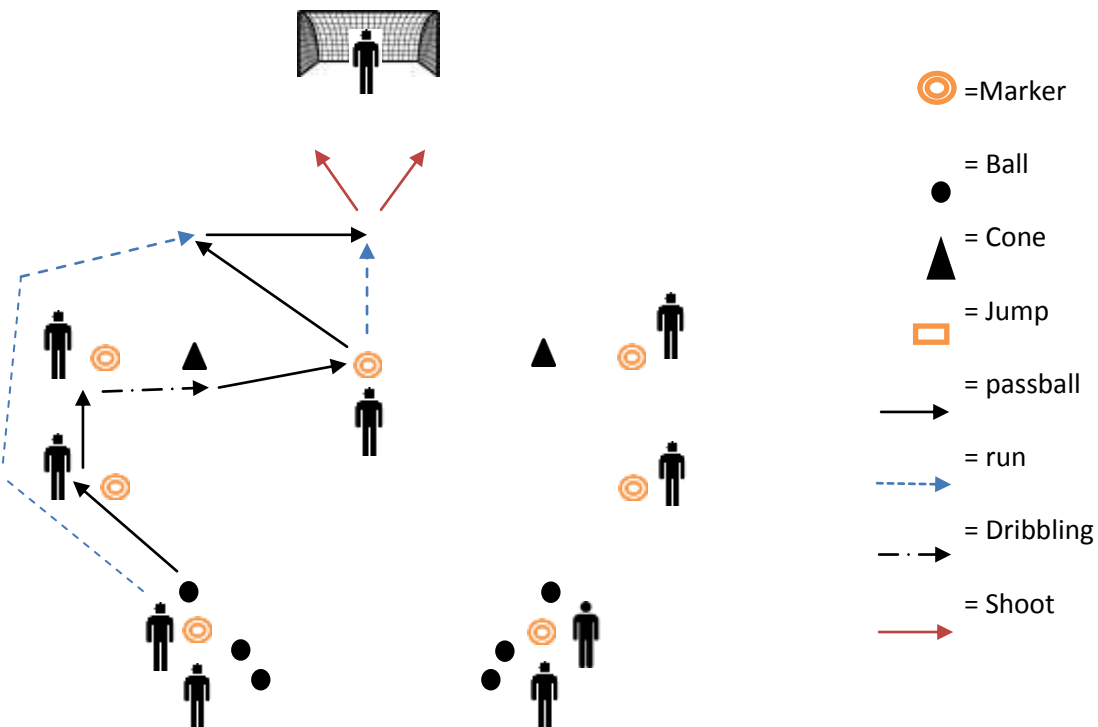 =Marker
= Ball
= Cone
= Jump
= passball
= run
= Dribbling
= Shoot